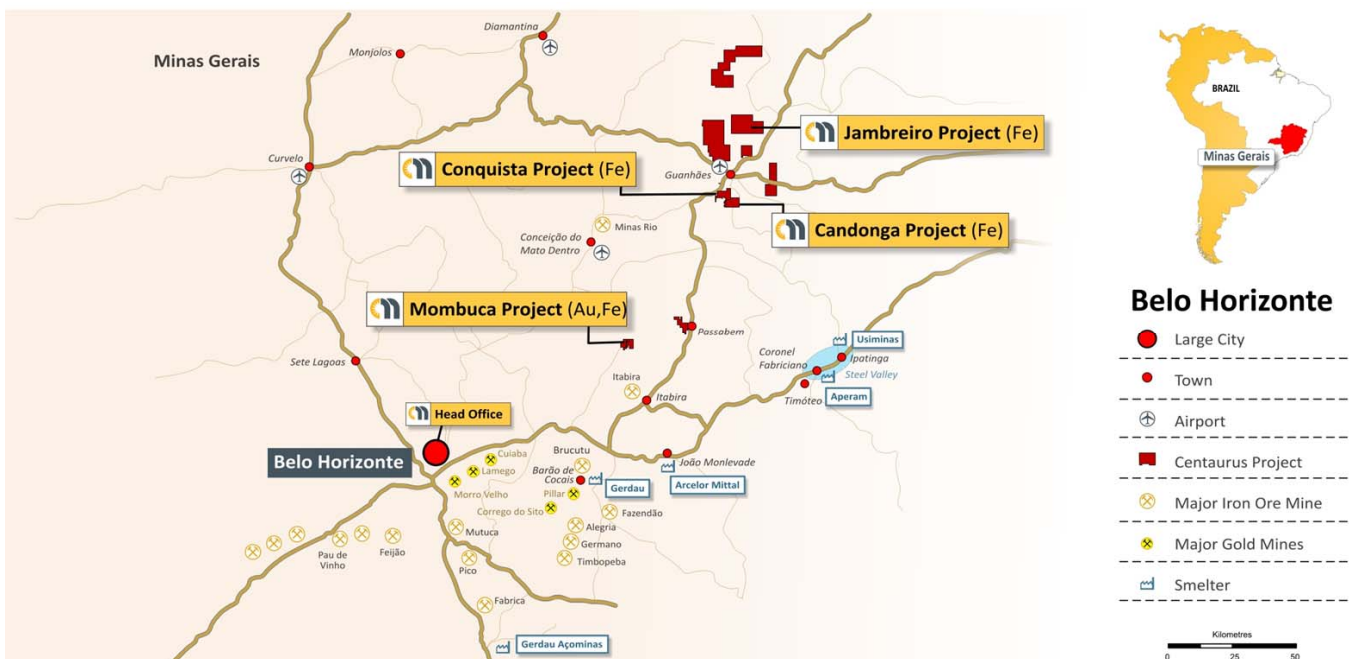 Diamantina
Minas Gerais
Monjolos
BRAZIL
Jambreiro Project (Fe)
Minas Gerais
Curvelo
Conquista Project (Fe)
Guanhães
Candonga Project (Fe)
Minas Rio
Conceição do
Mato Dentro
Mombuca Project (Au,Fe)
Belo Horizonte
Large City
Passabem
Usiminas
Coronel
Fabriciano
Ipatinga
Steel Valley
Sete Lagoas
Itabira
Itabira
Timóteo
Aperam
Town
Airport
Head Office
Belo Horizonte
Cuiaba
Lamego
Morro Velho
Brucutu
Barão de
Cocais
Gerdau
João Monlevade
Arcelor Mittal
Centaurus Project
Pillar
Corrego do Sito
Fazendão
Major Iron Ore Mine
Mutuca
Alegria
Germano
Timbopeba
Pau de
Vinho
Feijão
Pico
Major Gold Mines
Fabrica
Smelter
Gerdau Açominas
Kilometres
0 25 50